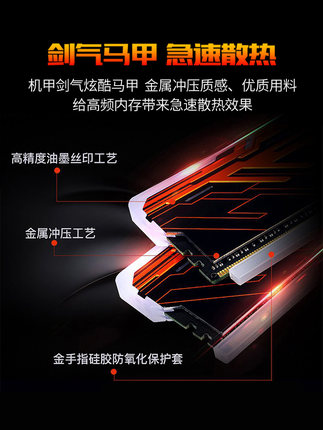 剑气马甲 急速散热
机甲剑气炫酷马甲 金属冲压质感、优质用料
给高频内存带来急速散热效果
高精度油墨丝印工艺
金属冲压工艺
金手指硅胶防氧化保护套